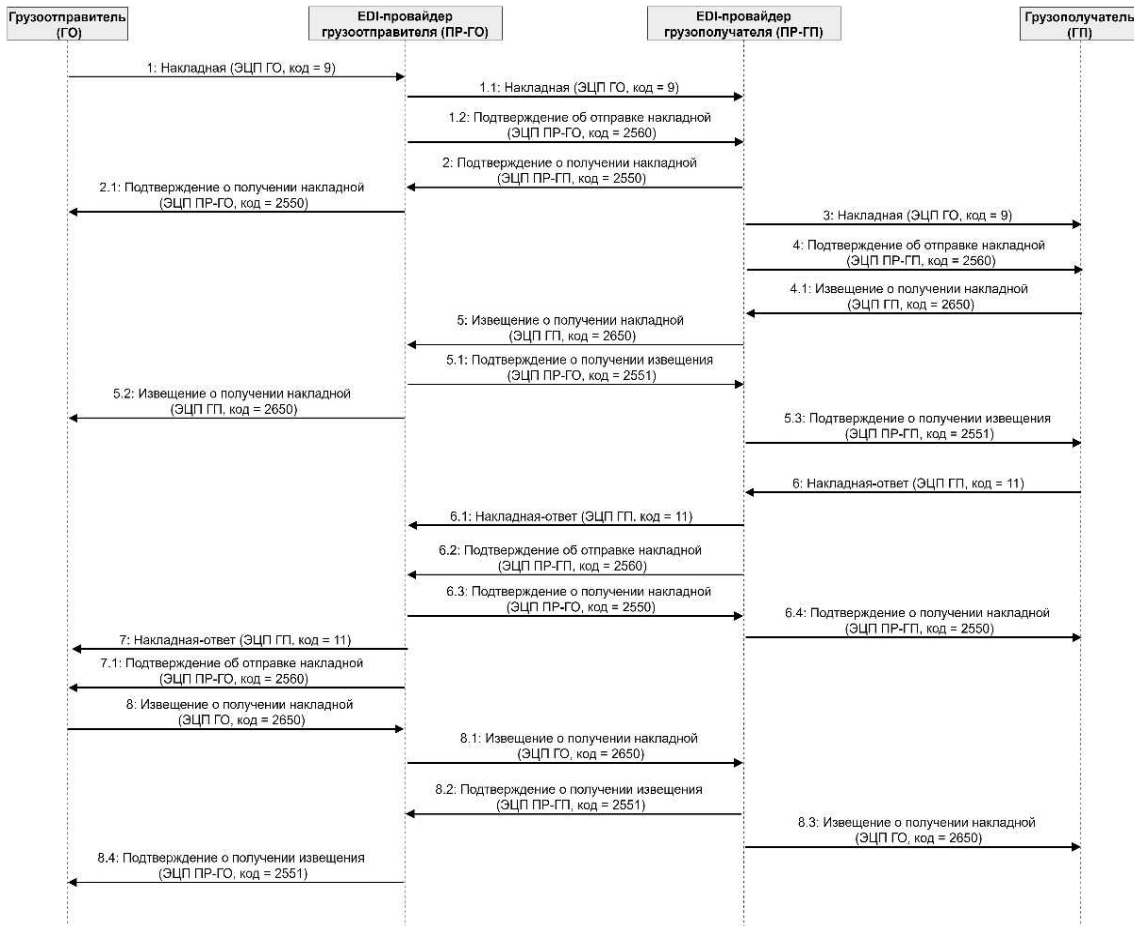 Грузоотправитель
(ГО)
EDI-провайдер
грузоотправителя (ПР-ГО)
EDI-провайдер
грузополучателя (ПР-ГП)
Грузополучатель
(ГП)
1: Накладная (ЭЦП ГО, код = 9)
1.1: Накладная (ЭЦП ГО, код = 9)
1.2: Подтверждение об отправке накладной
(ЭЦП ПР-ГО, код = 2560)
2: Подтверждение о получении накладной
(ЭЦП ПР-ГП, код = 2550)
2.1: Подтверждение о получении накладной
(ЭЦП ПР-ГО, код = 2550)
3: Накладная (ЭЦП ГО, код = 9)
4: Подтверждение об отправке накладной
(ЭЦП ПР-ГП, код = 2560)
4.1: Извещение о получении накладной
(ЭЦП ГП, код = 2650)
5: Извещение о получении накладной
(ЭЦП ГП, код = 2650)
5.1: Подтверждение о получении извещения
(ЭЦП ПР-ГО, код = 2551)
5.2: Извещение о получении накладной
(ЭЦП ГП, код = 2650)
5.3: Подтверждение о получении извещения
(ЭЦП ПР-ГП, код = 2551)
6: Накладная-ответ (ЭЦП ГП, код = 11)
6.1: Накладная-ответ (ЭЦП ГП, код = 11)
6.2: Подтверждение об отправке накладной
(ЭЦП ПР-ГП, код = 2560)
6.3: Подтверждение о получении накладной
(ЭЦП ПР-ГО, код = 2550)
6.4: Подтверждение о получении накладной
(ЭЦП ПР-ГП, код = 2550)
7: Накладная-ответ (ЭЦП ГП, код = 11)
7.1: Подтверждение об отправке накладной
(ЭЦП ПР-ГО, код = 2560)
8: Извещение о получении накладной
(ЭЦП ГО, код = 2650)
8.1: Извещение о получении накладной
(ЭЦП ГО, код = 2650)
8.2: Подтверждение о получении извещения
(ЭЦП ПР-ГП, код = 2551)
8.3: Извещение о получении накладной
(ЭЦП ГО, код = 2650)
8.4: Подтверждение о получении извещения
(ЭЦП ПР-ГО, код = 2551)